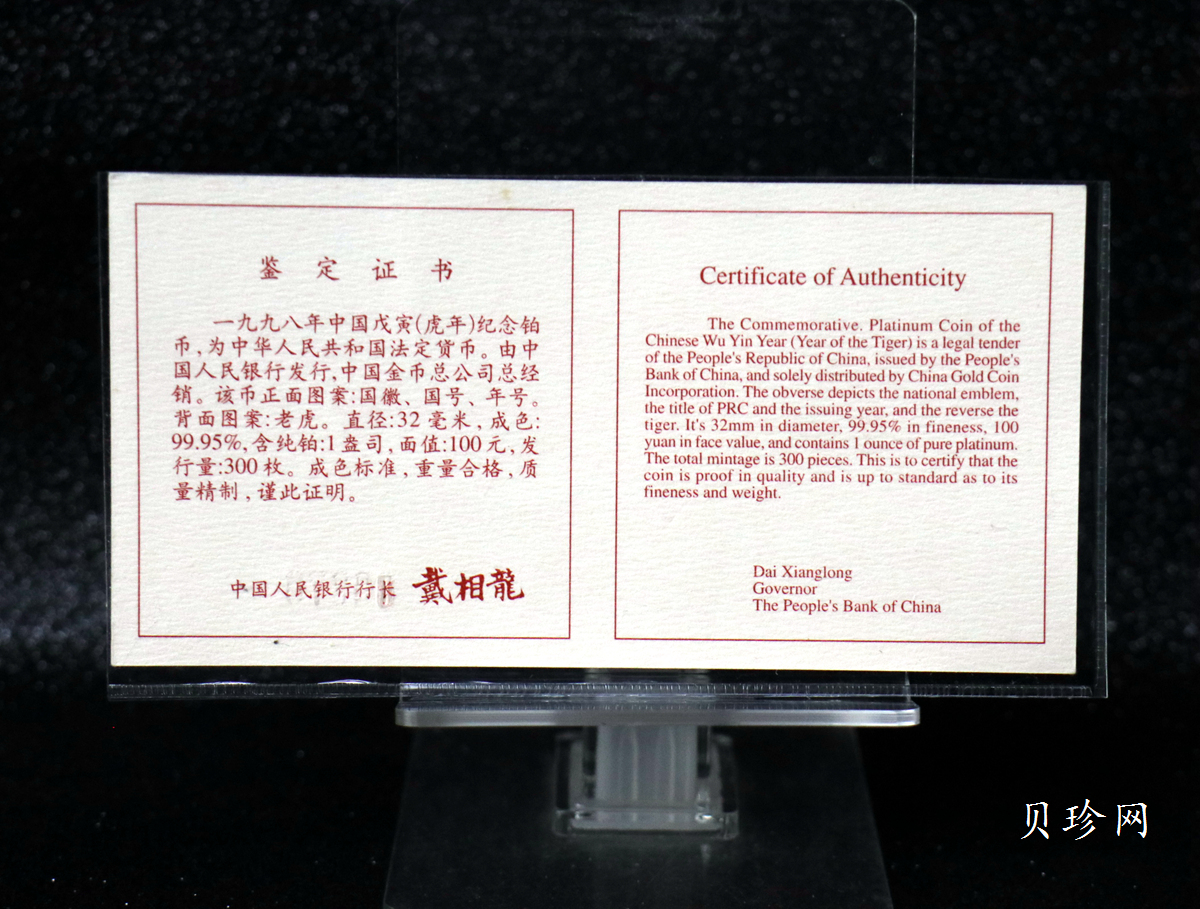 鉴定证书
一九九八年中国戊寅(虎年)纪念铂
币,为中华人民共和国法定货币。由中
国人民银行发行,中国金币总公司总经
销。该币正面图案:国徽、国号、年号。
背面图案:老虎。直径:32毫米,成色:
99.95%,含纯铂:1盎司,面值:100元,发
行量:300枚。成色标准,重量合格,质
量精制,谨此证明。
中国人民银行行长 戴相龍
Certificate of Authenticity
The Commemorative. Platinum Coin of the
Chinese Wu Yin Year (Year of the Tiger) is a legal tender
of the People's Republic of China, issued by the People's
Bank of China, and solely distributed by China Gold Coin
Incorporation. The obverse depicts the national emblem,
the title of PRC and the issuing year, and the reverse the
tiger. It's 32mm in diameter, 99.95% in fineness, 100
yuan in face value, and contains 1 ounce of pure platinum.
The total mintage is 300 pieces. This is to certify that the
coin is proof in quality and is up to standard as to its
fineness and weight.
Dai Xianglong
Governor
The People's Bank of China
贝珍网